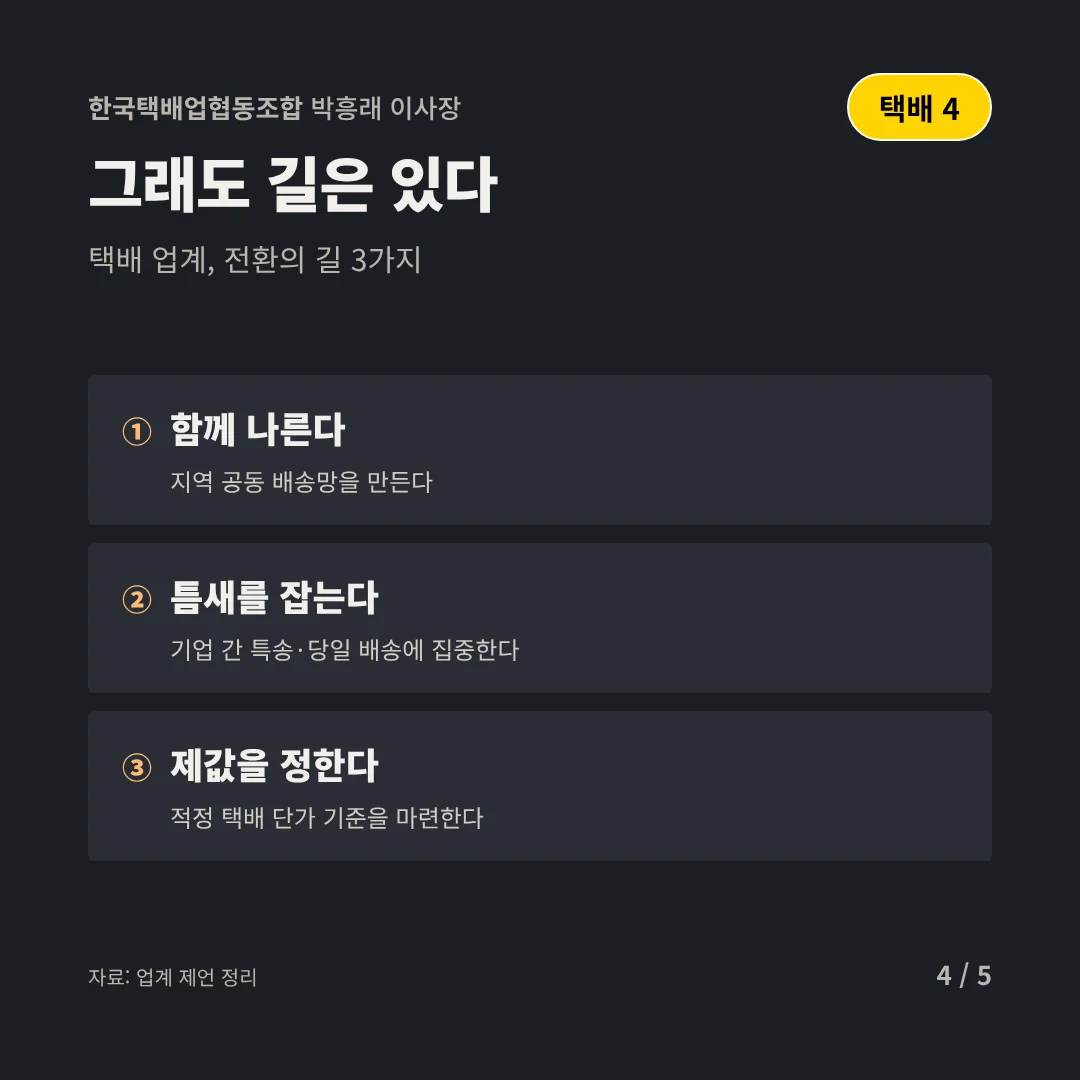 한국택배업협동조합 박흥래 이사장
택배 4
그래도 길은 있다
택배 업계, 전환의 길 3가지
① 함께 나른다
지역 공동 배송망을 만든다
② 틈새를 잡는다
기업 간 특송·당일 배송에 집중한다
③ 제값을 정한다
적정 택배 단가 기준을 마련한다
자료: 업계 제언 정리
4 / 5